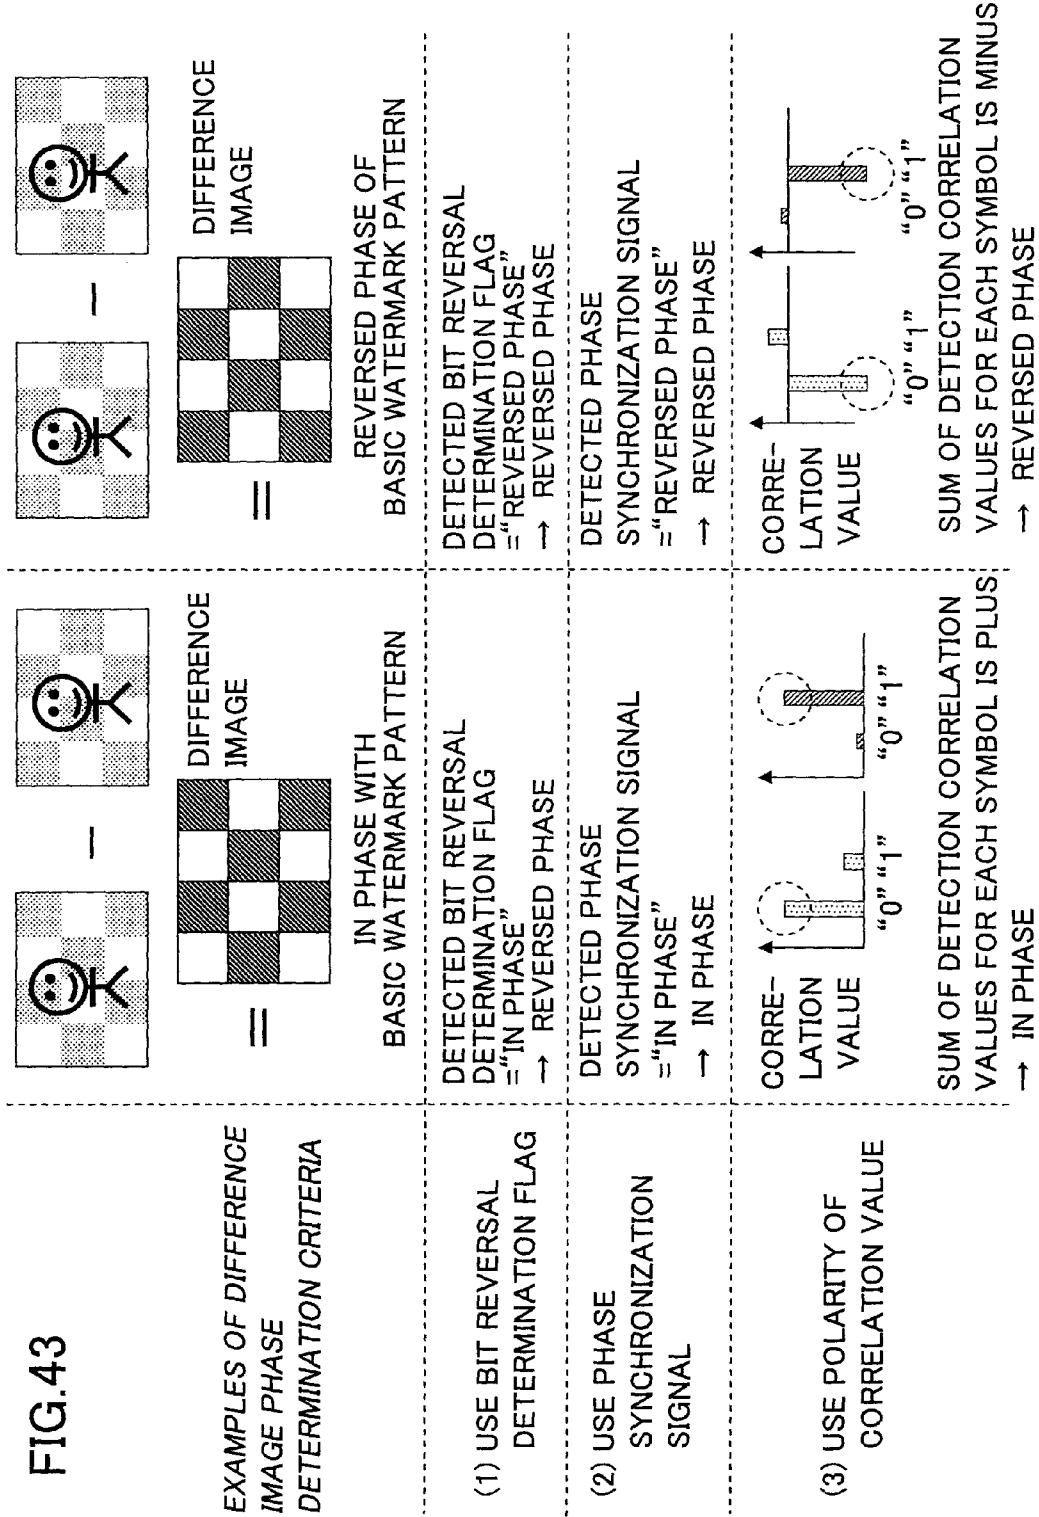 FIG.43
EXAMPLES OF DIFFERENCE
IMAGE PHASE
DETERMINATION CRITERIA
DIFFERENCE
IMAGE
IN PHASE WITH
BASIC WATERMARK PATTERN
DIFFERENCE
IMAGE
REVERSED PHASE OF
BASIC WATERMARK PATTERN
(1) USE BIT REVERSAL
DETERMINATION FLAG
DETECTED BIT REVERSAL
DETERMINATION FLAG
="IN PHASE"
→ REVERSED PHASE
DETECTED BIT REVERSAL
DETERMINATION FLAG
="REVERSED PHASE"
→ REVERSED PHASE
(2) USE PHASE
SYNCHRONIZATION
SIGNAL
DETECTED PHASE
SYNCHRONIZATION SIGNAL
="IN PHASE"
→ IN PHASE
DETECTED PHASE
SYNCHRONIZATION SIGNAL
="REVERSED PHASE"
→ REVERSED PHASE
(3) USE POLARITY OF
CORRELATION VALUE
CORRE-
LATION
VALUE
"0" "1"
"0" "1"
SUM OF DETECTION CORRELATION
VALUES FOR EACH SYMBOL IS PLUS
→ IN PHASE
CORRE-
LATION
VALUE
"0" "1"
"0" "1"
SUM OF DETECTION CORRELATION
VALUES FOR EACH SYMBOL IS MINUS
→ REVERSED PHASE